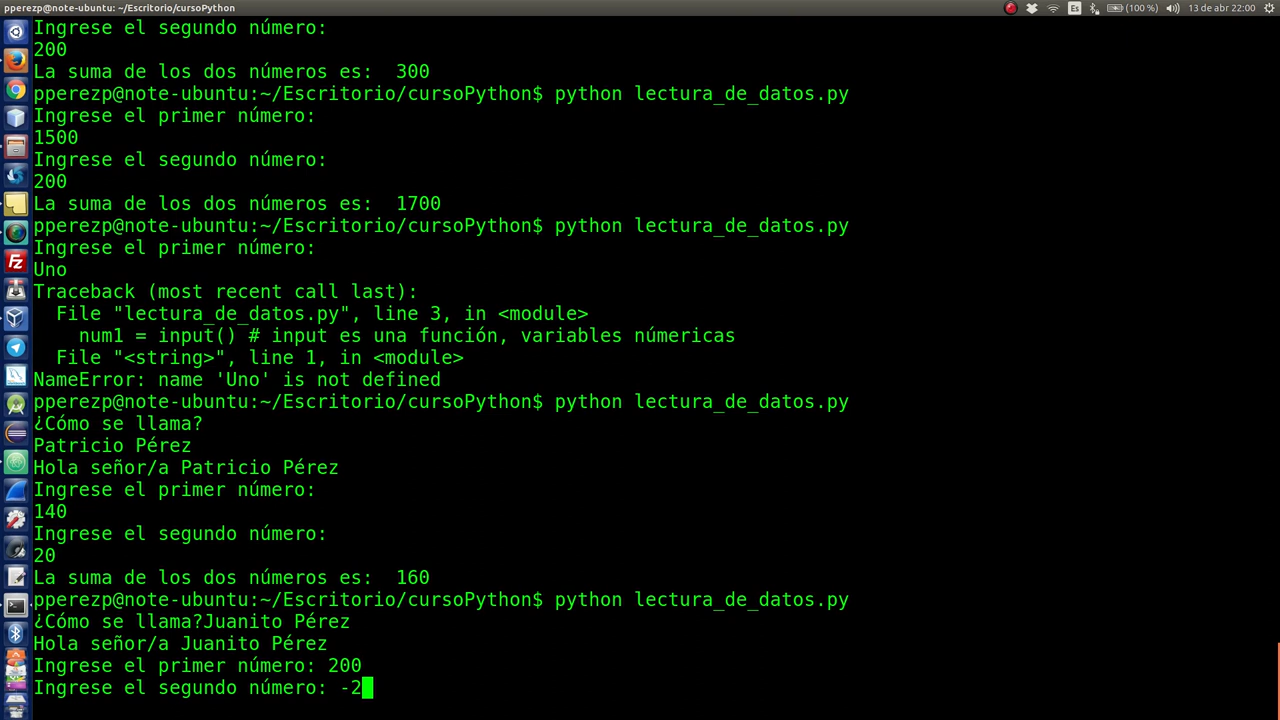 pperezp@note-ubuntu: ~/Escritorio/cursoPython
Es
(100 %)
13 de abr 22:00
Ingrese el segundo número:
200
La suma de los dos números es:  300
pperezp@note-ubuntu:~/Escritorio/cursoPython$ python lectura_de_datos.py
Ingrese el primer número:
1500
Ingrese el segundo número:
200
La suma de los dos números es:  1700
pperezp@note-ubuntu:~/Escritorio/cursoPython$ python lectura_de_datos.py
Ingrese el primer número:
Uno
Traceback (most recent call last):
  File "lectura_de_datos.py", line 3, in <module>
    num1 = input() # input es una función, variables númericas
  File "<string>", line 1, in <module>
NameError: name 'Uno' is not defined
pperezp@note-ubuntu:~/Escritorio/cursoPython$ python lectura_de_datos.py
¿Cómo se llama?
Patricio Pérez
Hola señor/a Patricio Pérez
Ingrese el primer número:
140
Ingrese el segundo número:
20
La suma de los dos números es:  160
pperezp@note-ubuntu:~/Escritorio/cursoPython$ python lectura_de_datos.py
¿Cómo se llama?Juanito Pérez
Hola señor/a Juanito Pérez
Ingrese el primer número: 200
Ingrese el segundo número: -2
Fz